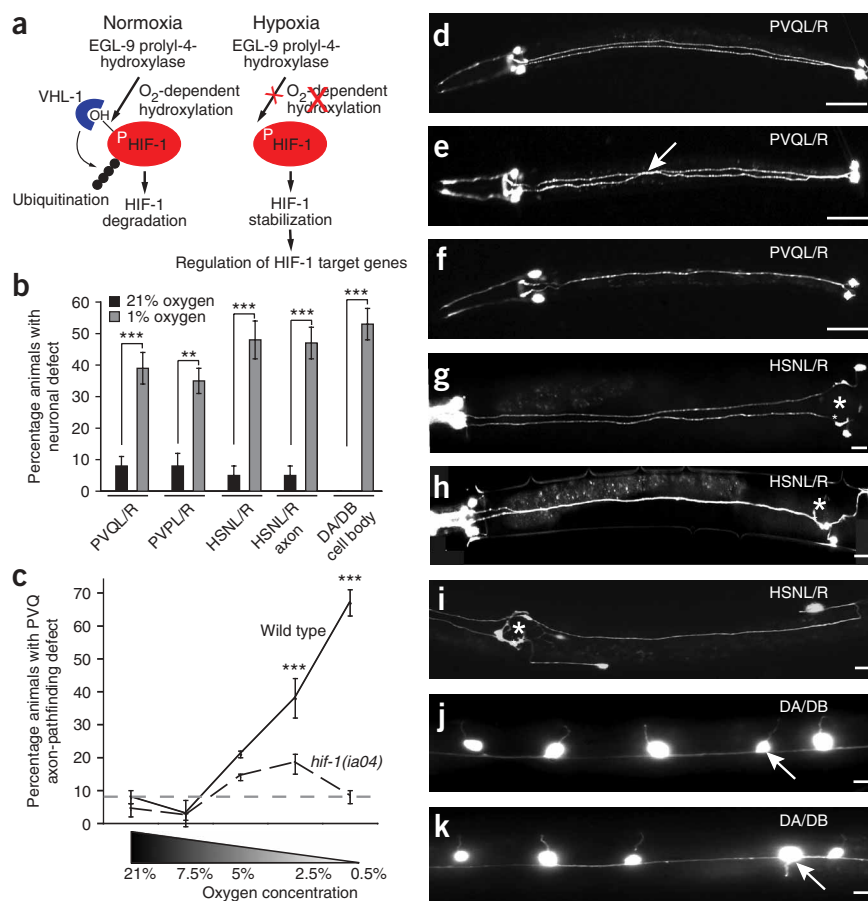 a
Normoxia
EGL-9 prolyl-4-
hydroxylase
VHL-1
O2-dependent
hydroxylation
OH
P
HIF-1
Ubiquitination
HIF-1
degradation
Hypoxia
EGL-9 prolyl-4-
hydroxylase
O2-dependent
hydroxylation
P
HIF-1
HIF-1
stabilization
Regulation of HIF-1 target genes
b
Percentage animals with
neuronal defect
60
50
40
30
20
10
0
21% oxygen
1% oxygen
***
**
***
***
***
PVQL/R
PVPL/R
HSNL/R
HSNL/R
axon
DA/DB
cell body
c
Percentage animals with PVQ
axon-pathfinding defect
70
60
50
40
30
20
10
0
Wild type
***
***
hif-1(ia04)
21%
7.5%
5%
2.5%
0.5%
Oxygen concentration
d
PVQL/R
e
PVQL/R
f
PVQL/R
g
HSNL/R
*
*
h
HSNL/R
*
i
HSNL/R
*
j
DA/DB
k
DA/DB